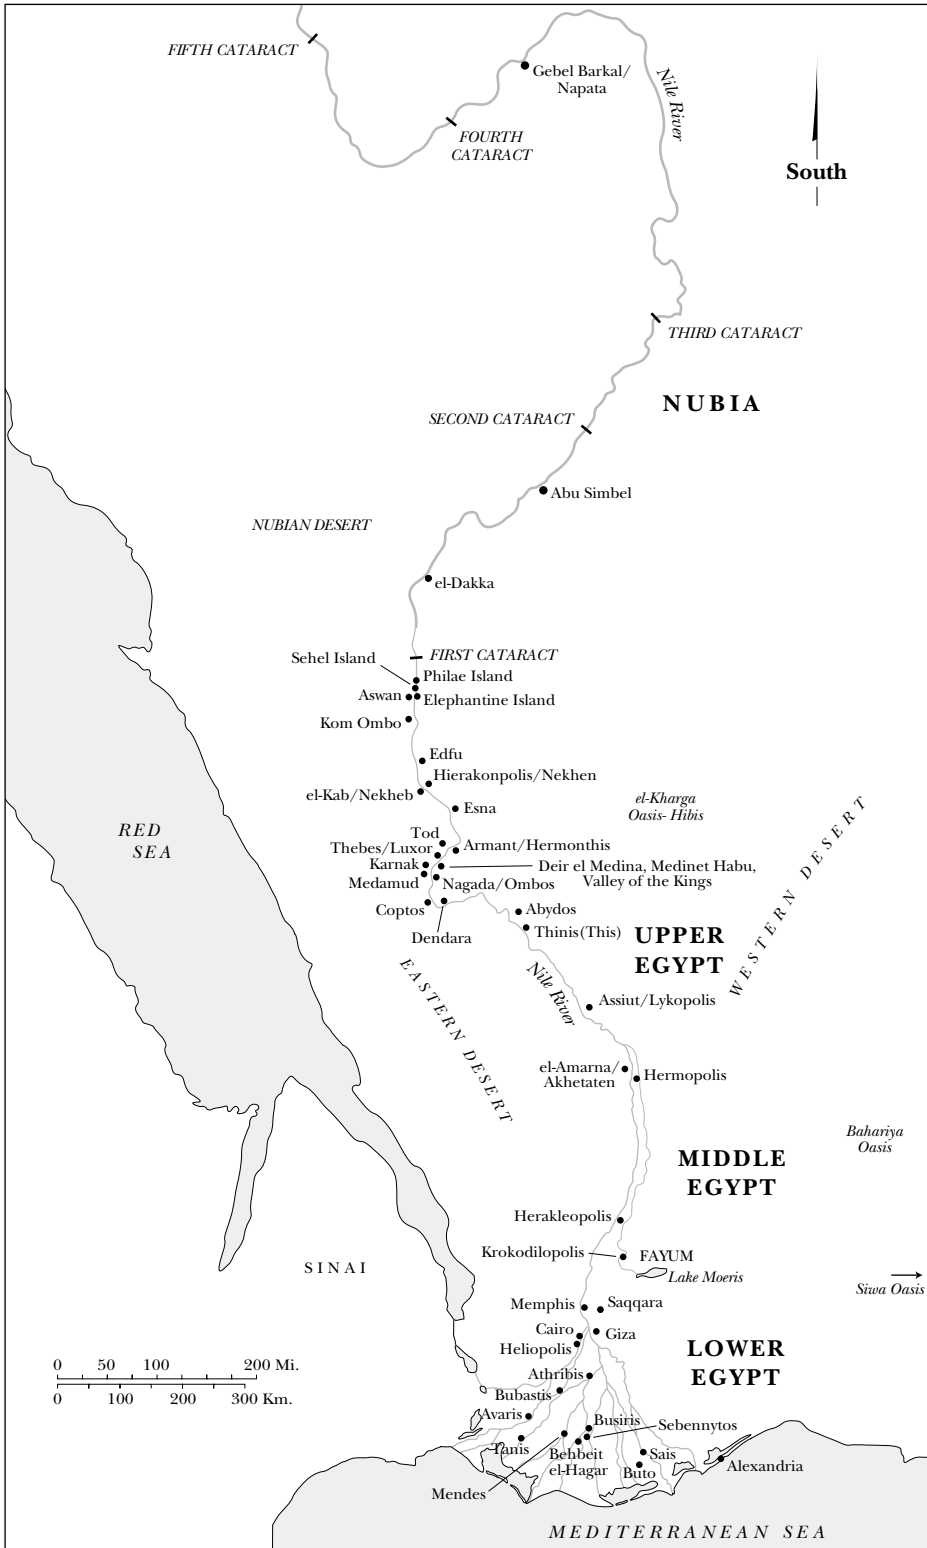 FIFTH CATARACT
Gebel Barkal/
Napata
Nile River
FOURTH
CATARACT
South
THIRD CATARACT
NUBIA
SECOND CATARACT
Abu Simbel
NUBIAN DESERT
el-Dakka
FIRST CATARACT
Sehel Island
Philae Island
Aswan
Elephantine Island
Kom Ombo
Edfu
Hierakonpolis/Nekhen
el-Kab/Nekheb
Esna
el-Kharga
Oasis- Hibis
WESTERN DESERT
RED
SEA
Tod
Armant/Hermonthis
Thebes/Luxor
Karnak
Deir el Medina, Medinet Habu,
Valley of the Kings
Medamud
Nagada/Ombos
Coptos
Dendara
Abydos
Thinis (This)
UPPER
EGYPT
EASTERN DESERT
Nile River
Assiut/Lykopolis
el-Amarna/
Akhetaten
Hermopolis
Bahariya
Oasis
MIDDLE
EGYPT
Herakleopolis
Krokodilopolis
FAYUM
Lake Moeris
SINAI
Siwa Oasis
Memphis
Saqqara
Cairo
Giza
Heliopolis
LOWER
EGYPT
0 50 100 200 Mi.
0 100 200 300 Km.
Athribis
Bubastis
Avaris
Busiris
Sebennytos
Tanis
Behbeit
el-Hagar
Sais
Buto
Alexandria
Mendes
MEDITERRANEAN SEA